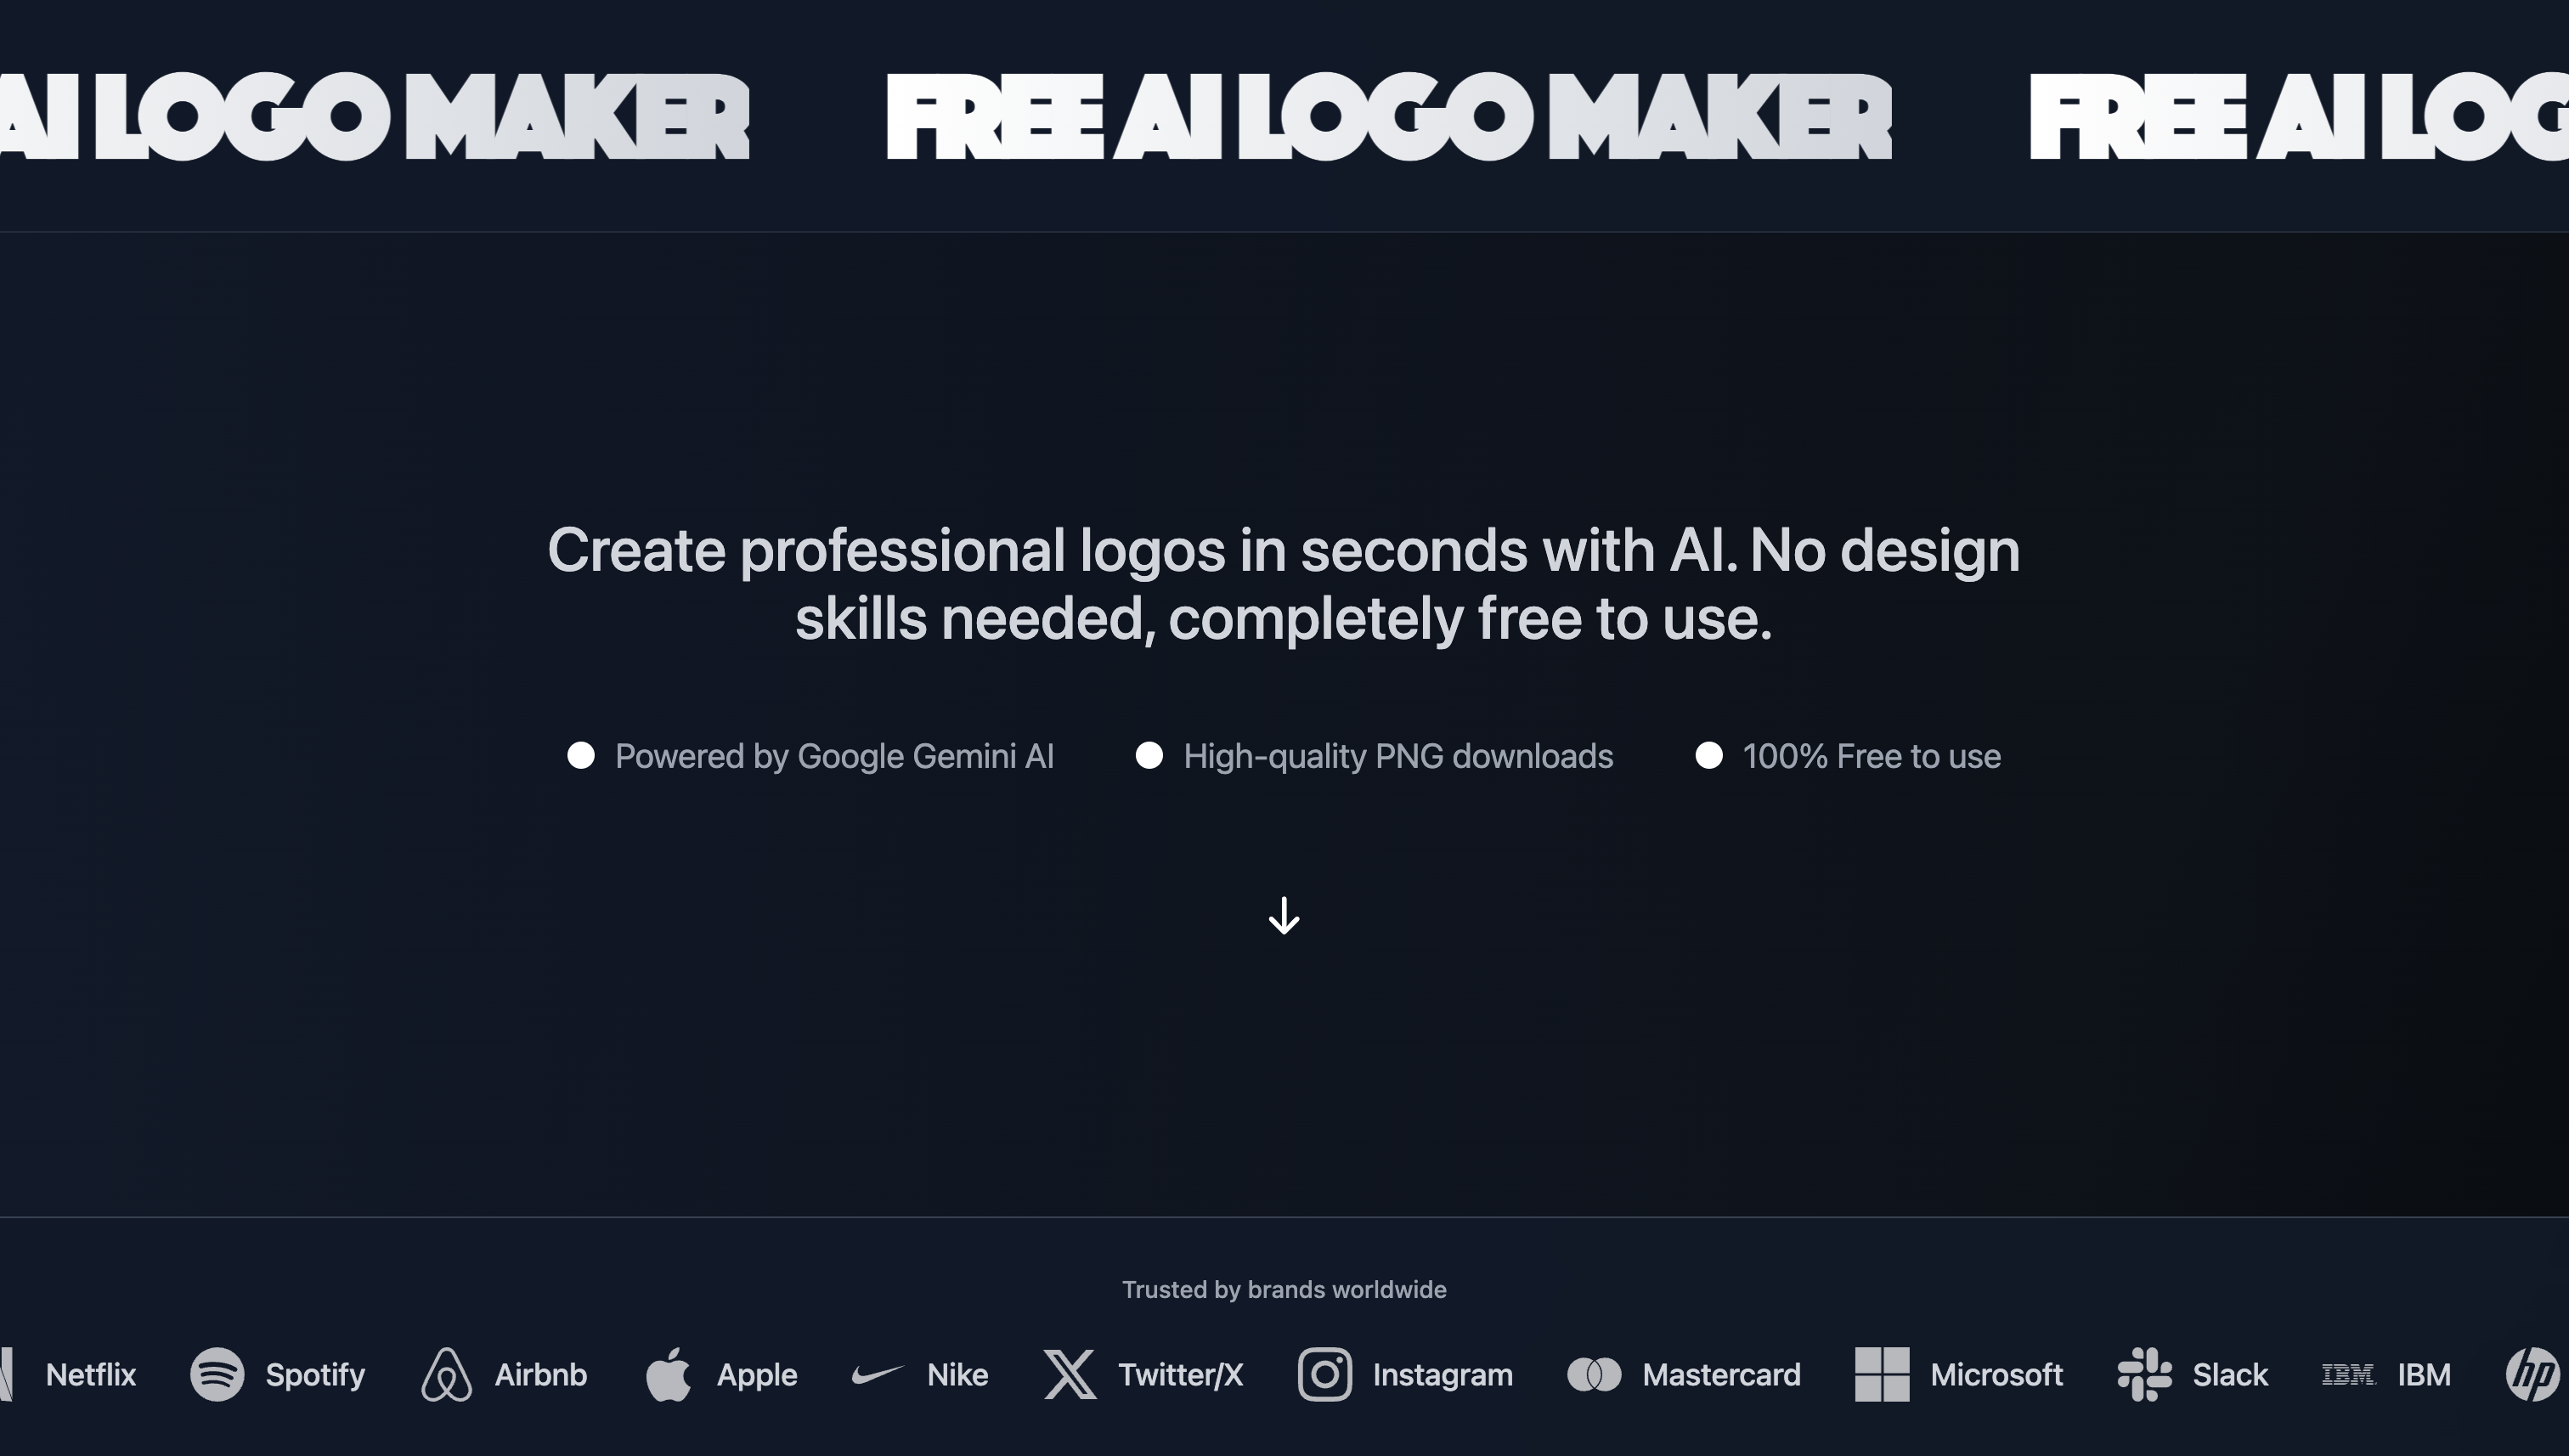 AI LOGO MAKER FREE AI LOGO MAKER FREE AI LOG
Create professional logos in seconds with AI. No design
skills needed, completely free to use.
Powered by Google Gemini AI High-quality PNG downloads 100% Free to use
Trusted by brands worldwide
Netflix Spotify Airbnb Apple Nike Twitter/X Instagram Mastercard Microsoft Slack IBM IBM hp